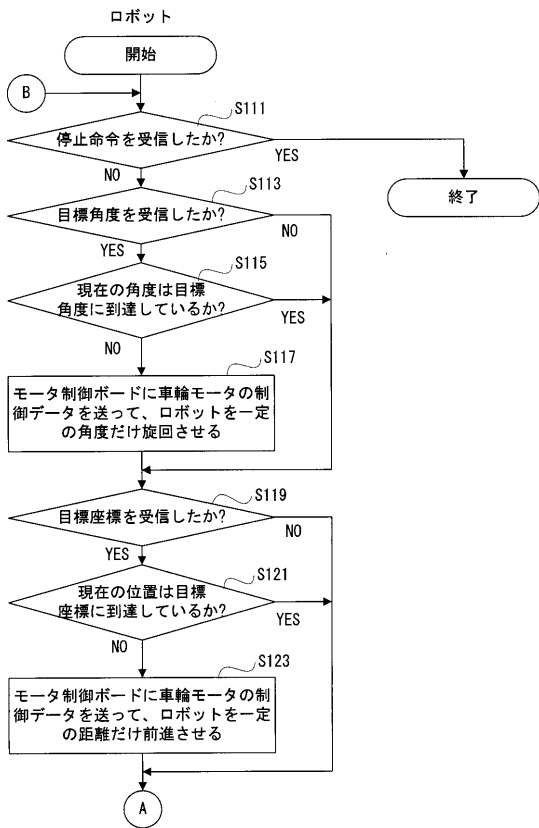 ロボット
開始
B
S111
停止命令を受信したか?
YES
NO
終了
S113
目標角度を受信したか?
NO
YES
S115
現在の角度は目標
角度に到達しているか?
YES
NO
S117
モータ制御ボードに車輪モータの制
御データを送って、ロボットを一定
の角度だけ旋回させる
S119
目標座標を受信したか?
NO
YES
S121
現在の位置は目標
座標に到達しているか?
YES
NO
S123
モータ制御ボードに車輪モータの制
御データを送って、ロボットを一定
の距離だけ前進させる
A